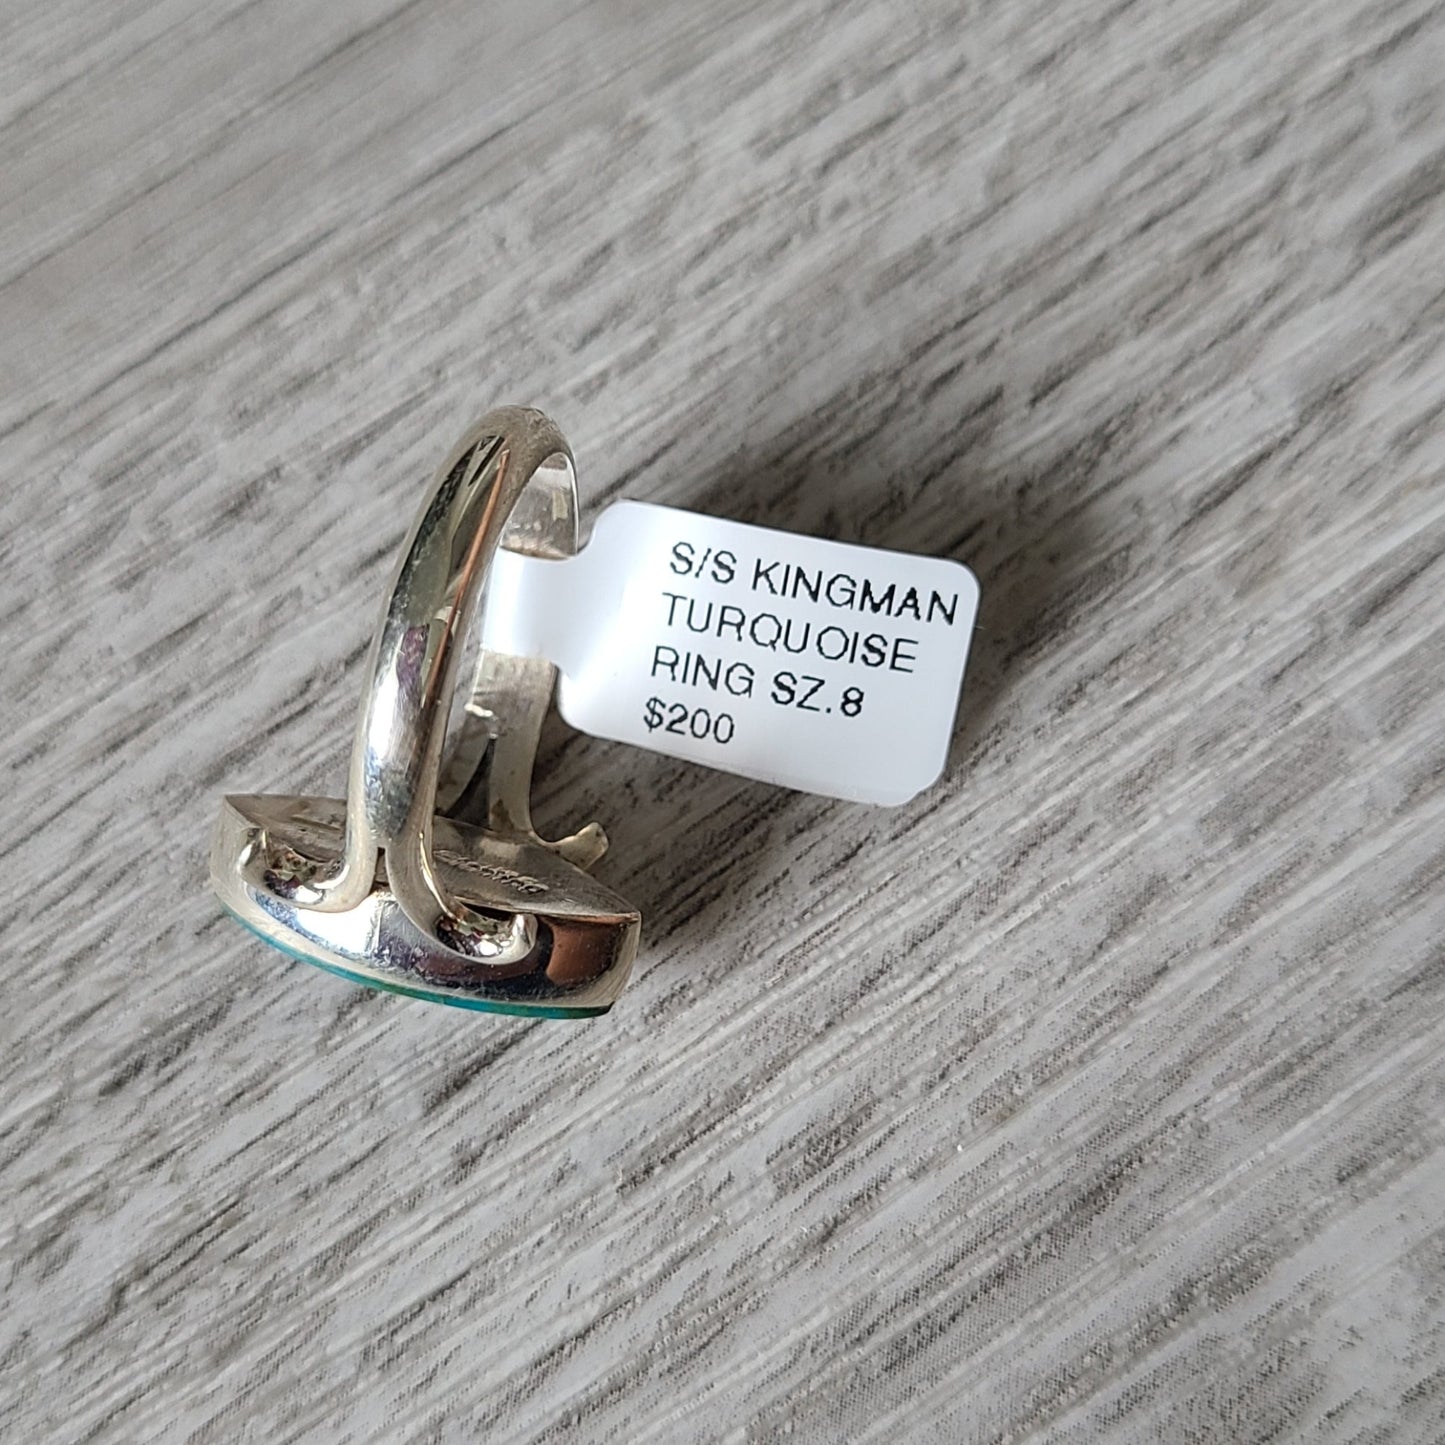 S/S KINGMAN
TURQUOISE
RING SZ.8
$200